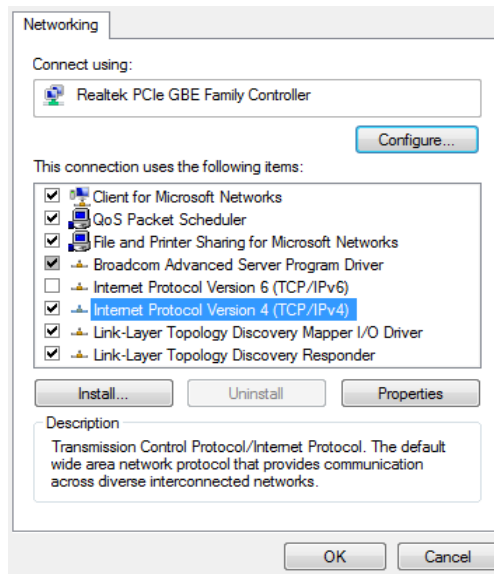 Networking
Connect using:
Realtek PCIe GBE Family Controller
Configure...
This connection uses the following items:
Client for Microsoft Networks
QoS Packet Scheduler
File and Printer Sharing for Microsoft Networks
Broadcom Advanced Server Program Driver
Internet Protocol Version 6 (TCP/IPv6)
Internet Protocol Version 4 (TCP/IPv4)
Link-Layer Topology Discovery Mapper I/O Driver
Link-Layer Topology Discovery Responder
Install... Uninstall Properties
Description
Transmission Control Protocol/Internet Protocol. The default
wide area network protocol that provides communication
across diverse interconnected networks.
OK Cancel